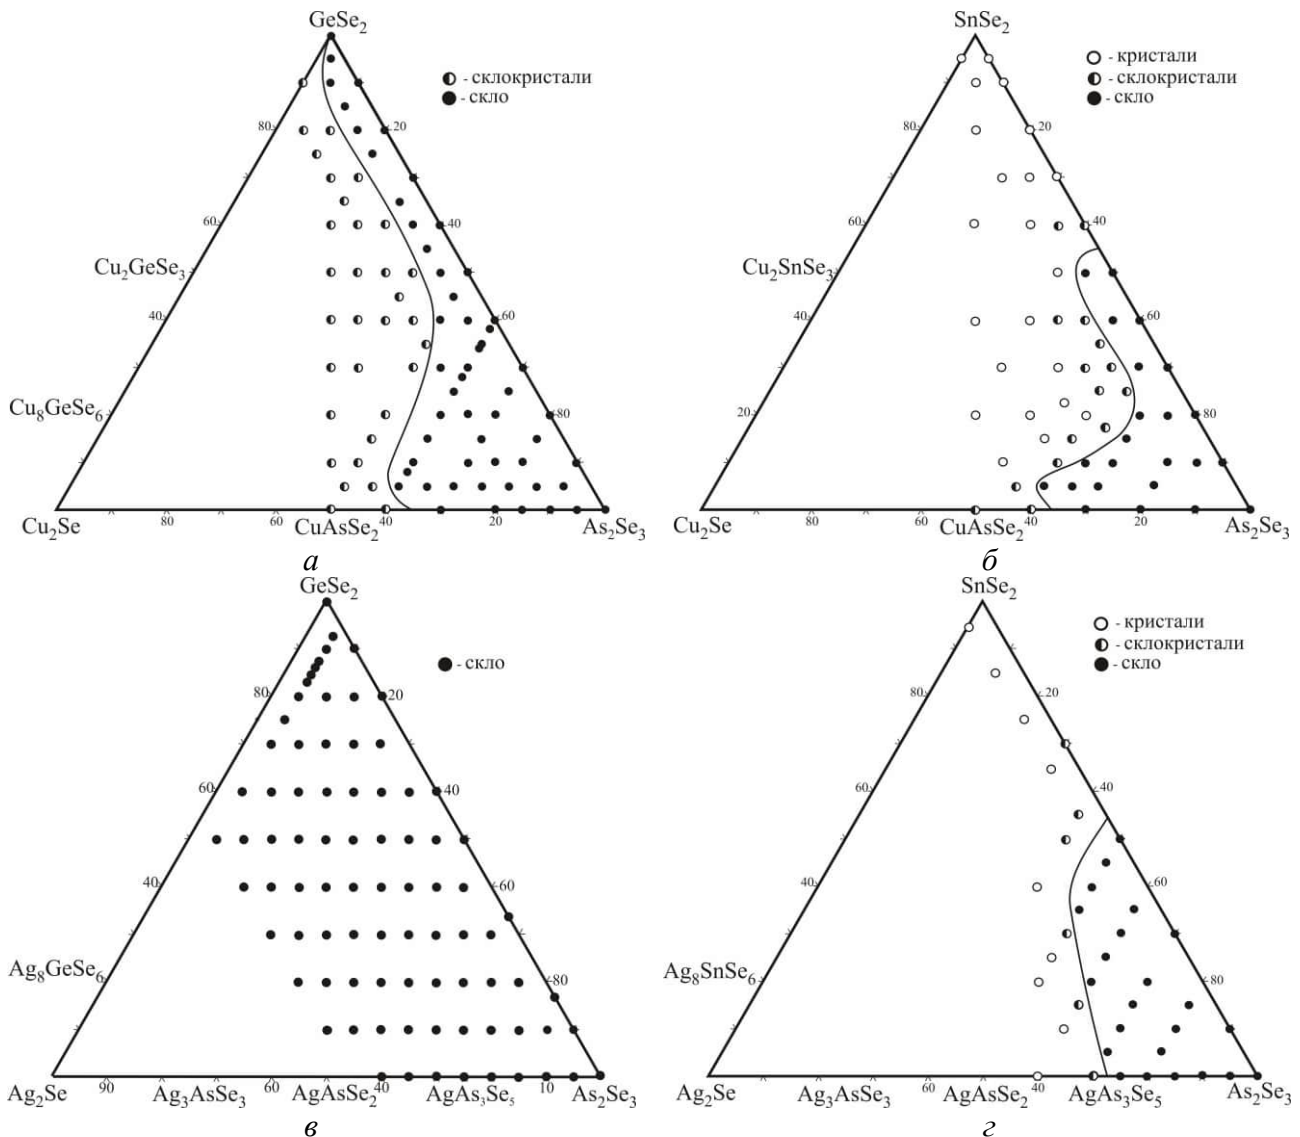 GeSe₂
- склокристали
- скло
80
20
60
40
Cu₂GeSe₃
40
60
Cu₈GeSe₆
80
Cu₂Se
80
60
CuAsSe₂
40
20
As₂Se₃
а
SnSe₂
- кристали
- склокристали
- скло
80
20
60
40
Cu₂SnSe₃
40
60
20
80
Cu₂Se
80
60
CuAsSe₂
40
20
As₂Se₃
б
GeSe₂
- скло
80
20
60
40
40
60
Ag₈GeSe₆
80
Ag₂Se
90
Ag₃AsSe₃
60
AgAsSe₂
40
AgAs₃Se₅
10
As₂Se₃
в
SnSe₂
- кристали
- склокристали
- скло
80
20
60
40
40
60
Ag₈SnSe₆
80
Ag₂Se
Ag₃AsSe₃
60
AgAsSe₂
40
AgAs₃Se₅
As₂Se₃
г